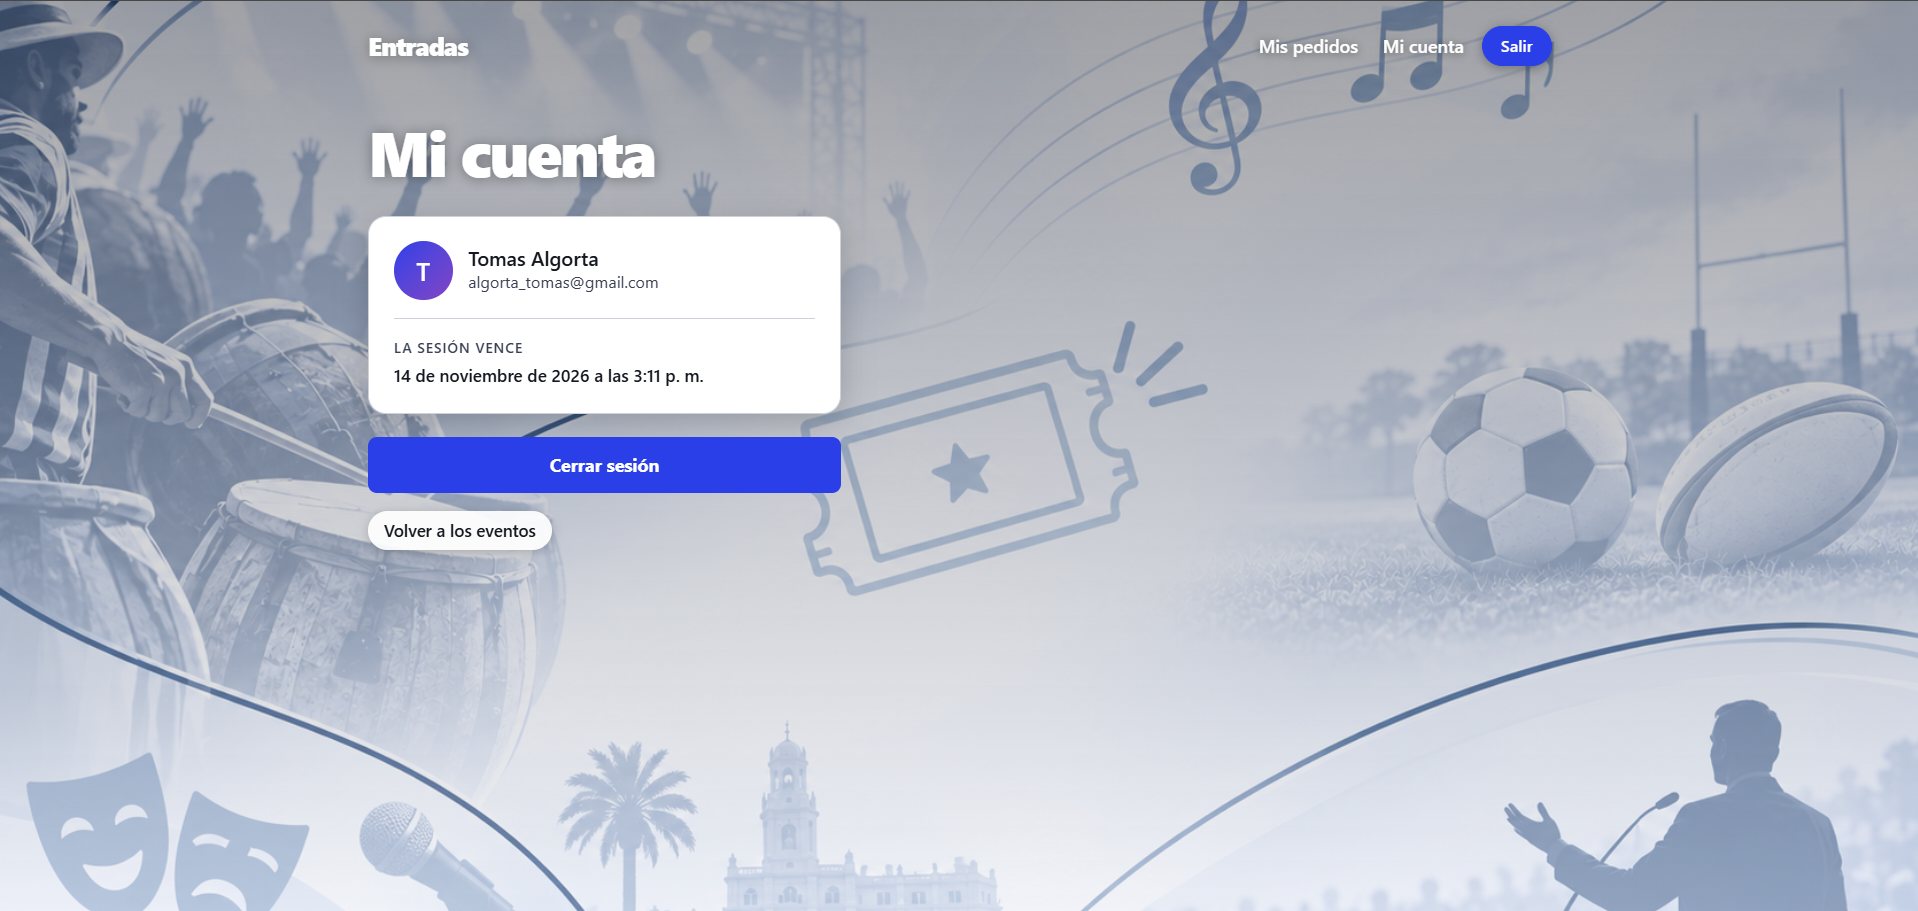 Entradas
Mis pedidos
Mi cuenta
Salir
Mi cuenta
T
Tomas Algorta
algorta_tomas@gmail.com
LA SESIÓN VENCE
14 de noviembre de 2026 a las 3:11 p. m.
Cerrar sesión
Volver a los eventos